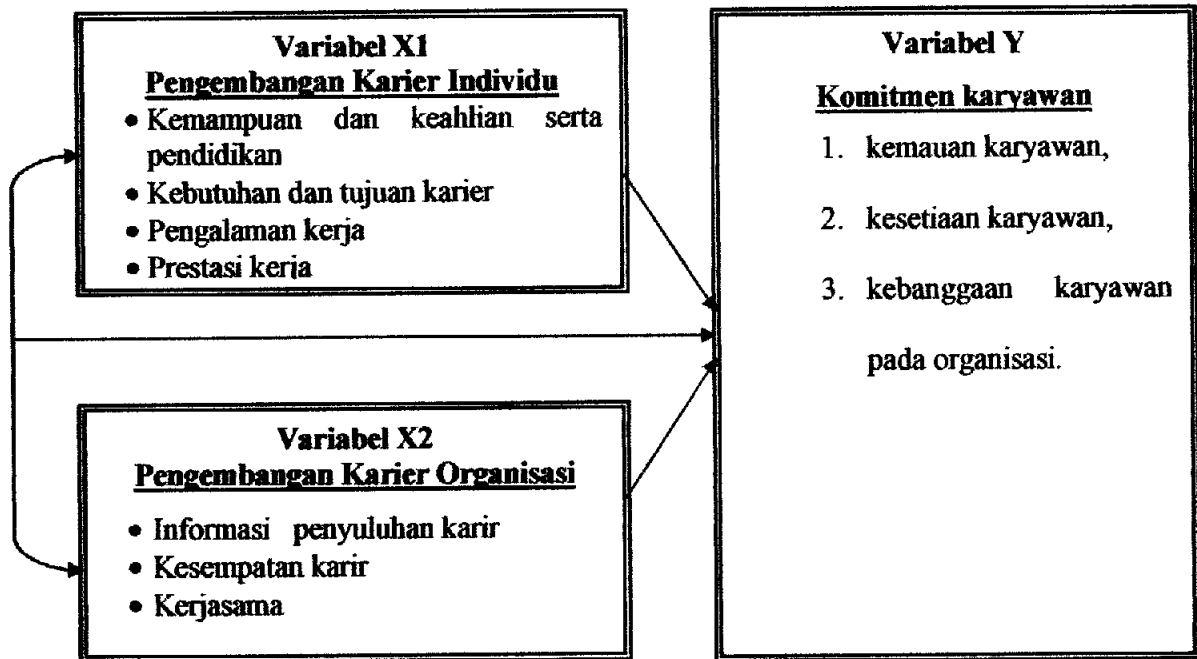 Variabel X1
Pengembangan Karier Individu
• Kemampuan dan keahlian serta
pendidikan
• Kebutuhan dan tujuan karier
• Pengalaman kerja
• Prestasi kerja
Variabel X2
Pengembangan Karier Organisasi
• Informasi penyuluhan karir
• Kesempatan karir
• Kerjasama
Variabel Y
Komitmen karyawan
1. kemauan karyawan,
2. kesetiaan karyawan,
3. kebanggaan karyawan
pada organisasi.